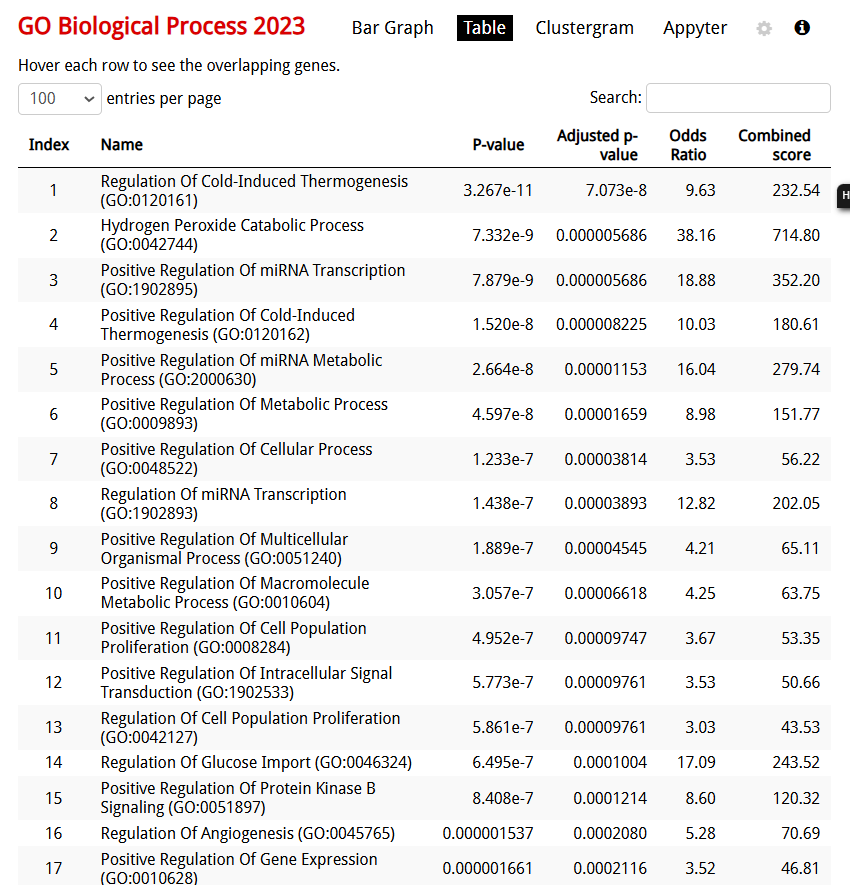 GO Biological Process 2023 Bar Graph Table Clustergram Appyter
Hover each row to see the overlapping genes.
100 entries per page Search:
Index Name P-value Adjusted p-value Odds Ratio Combined score
1 Regulation Of Cold-Induced Thermogenesis (GO:0120161) 3.267e-11 7.073e-8 9.63 232.54
2 Hydrogen Peroxide Catabolic Process (GO:0042744) 7.332e-9 0.000005686 38.16 714.80
3 Positive Regulation Of miRNA Transcription (GO:1902895) 7.879e-9 0.000005686 18.88 352.20
4 Positive Regulation Of Cold-Induced Thermogenesis (GO:0120162) 1.520e-8 0.000008225 10.03 180.61
5 Positive Regulation Of miRNA Metabolic Process (GO:2000630) 2.664e-8 0.00001153 16.04 279.74
6 Positive Regulation Of Metabolic Process (GO:0009893) 4.597e-8 0.00001659 8.98 151.77
7 Positive Regulation Of Cellular Process (GO:0048522) 1.233e-7 0.00003814 3.53 56.22
8 Regulation Of miRNA Transcription (GO:1902893) 1.438e-7 0.00003893 12.82 202.05
9 Positive Regulation Of Multicellular Organismal Process (GO:0051240) 1.889e-7 0.00004545 4.21 65.11
10 Positive Regulation Of Macromolecule Metabolic Process (GO:0010604) 3.057e-7 0.00006618 4.25 63.75
11 Positive Regulation Of Cell Population Proliferation (GO:0008284) 4.952e-7 0.00009747 3.67 53.35
12 Positive Regulation Of Intracellular Signal Transduction (GO:1902533) 5.773e-7 0.00009761 3.53 50.66
13 Regulation Of Cell Population Proliferation (GO:0042127) 5.861e-7 0.00009761 3.03 43.53
14 Regulation Of Glucose Import (GO:0046324) 6.495e-7 0.0001004 17.09 243.52
15 Positive Regulation Of Protein Kinase B Signaling (GO:0051897) 8.408e-7 0.0001214 8.60 120.32
16 Regulation Of Angiogenesis (GO:0045765) 0.000001537 0.0002080 5.28 70.69
17 Positive Regulation Of Gene Expression (GO:0010628) 0.000001661 0.0002116 3.52 46.81